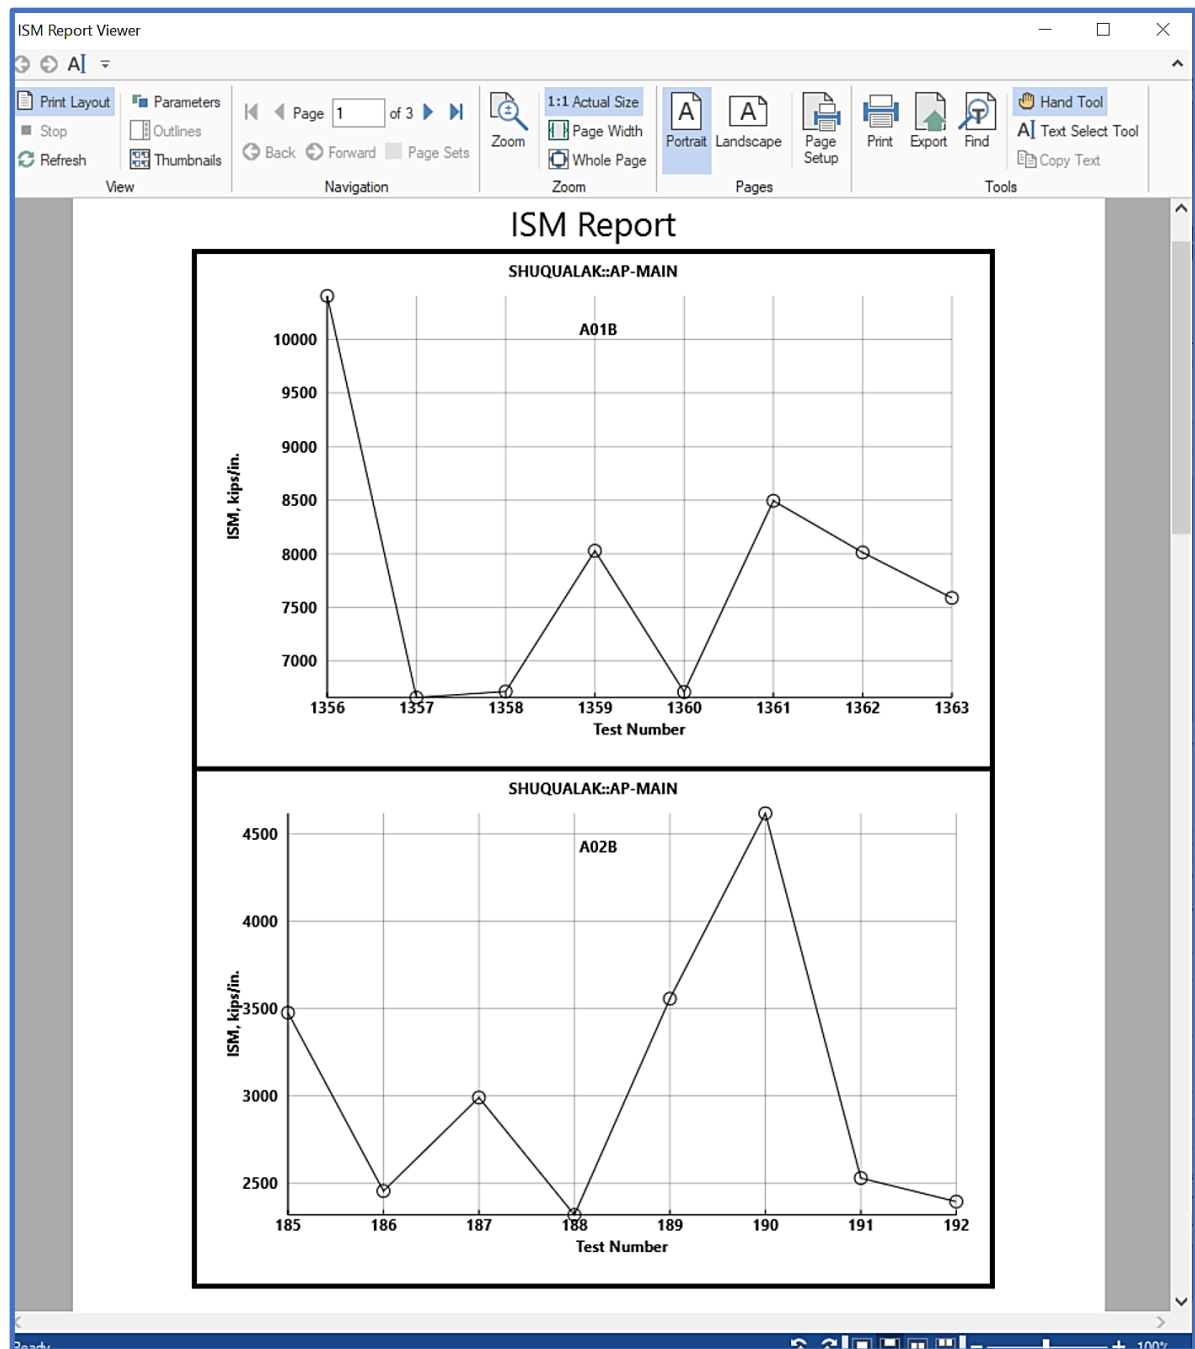 ISM Report Viewer
Print Layout
Stop
Refresh
View
Parameters
Outlines
Thumbnails
Page 1 of 3
Back Forward Page Sets
Navigation
Zoom
1:1 Actual Size
Page Width
Whole Page
Zoom
Portrait
Landscape
Page Setup
Pages
Print
Export
Find
Hand Tool
Text Select Tool
Copy Text
Tools
ISM Report
SHUQUALAK::AP-MAIN
A01B
10000
9500
9000
8500
8000
7500
7000
ISM, kips/in.
1356 1357 1358 1359 1360 1361 1362 1363
Test Number
SHUQUALAK::AP-MAIN
A02B
4500
4000
3500
3000
2500
ISM, kips/in.
185 186 187 188 189 190 191 192
Test Number
Ready
100%